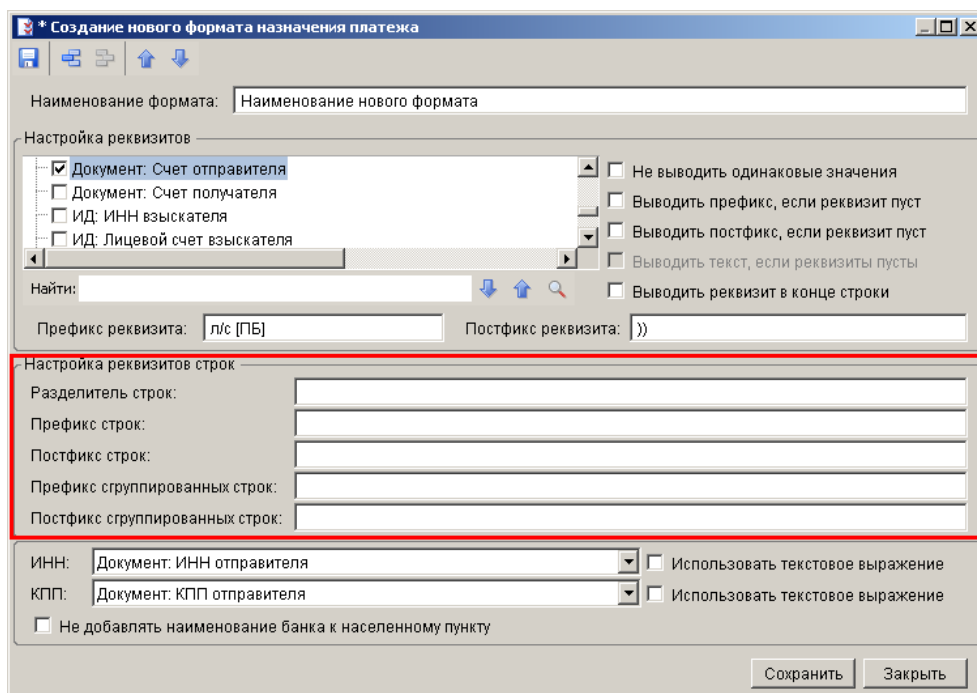 * Создание нового формата назначения платежа
Наименование формата: Наименование нового формата
Настройка реквизитов
Документ: Счет отправителя
Документ: Счет получателя
ИД: ИНН взыскателя
ИД: Лицевой счет взыскателя
Не выводить одинаковые значения
Выводить префикс, если реквизит пуст
Выводить постфикс, если реквизит пуст
Выводить текст, если реквизиты пусты
Выводить реквизит в конце строки
Найти:
Префикс реквизита: л/с [ПБ] Постфикс реквизита: ))
Настройка реквизитов строк
Разделитель строк:
Префикс строк:
Постфикс строк:
Префикс сгруппированных строк:
Постфикс сгруппированных строк:
ИНН: Документ: ИНН отправителя Использовать текстовое выражение
КПП: Документ: КПП отправителя Использовать текстовое выражение
Не добавлять наименование банка к населенному пункту
Сохранить Закрыть